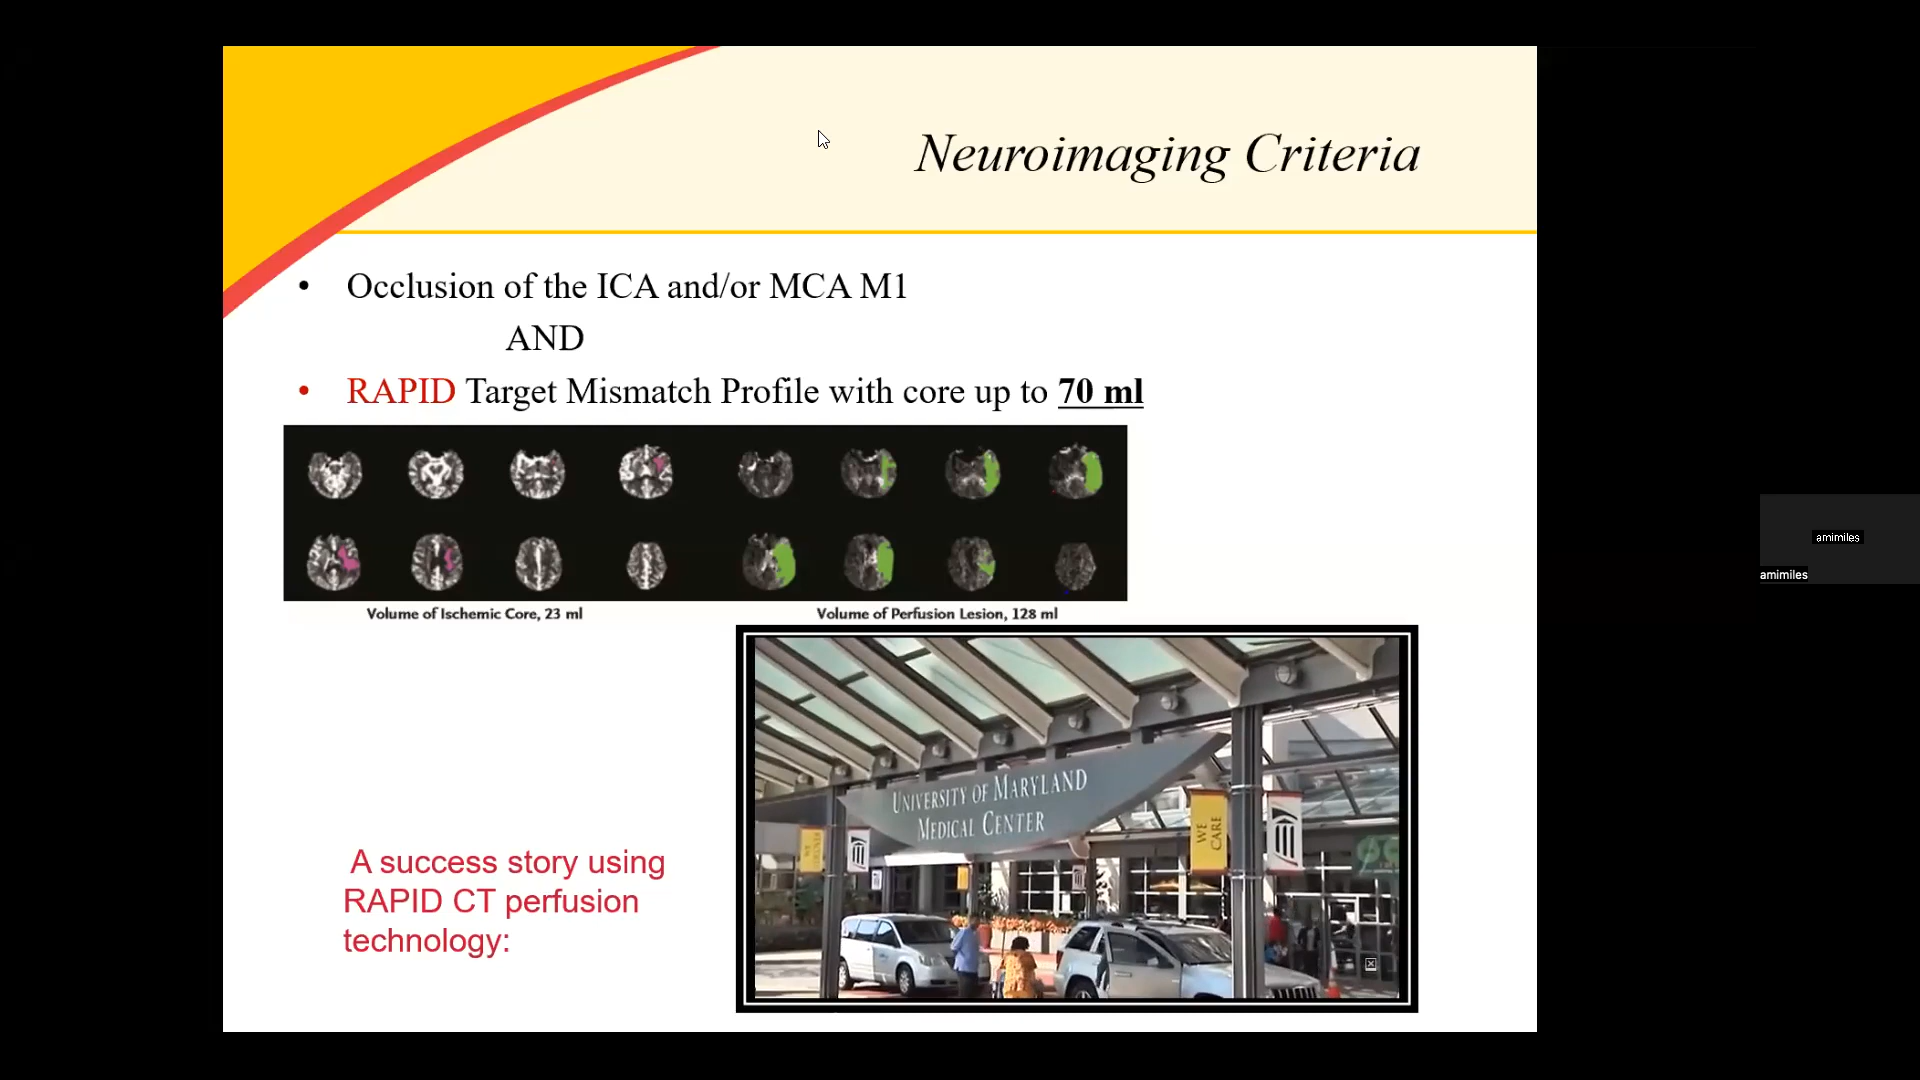 Neuroimaging Criteria
• Occlusion of the ICA and/or MCA M1
AND
• RAPID Target Mismatch Profile with core up to 70 ml
Volume of Ischemic Core, 23 ml
Volume of Perfusion Lesion, 128 ml
A success story using
RAPID CT perfusion
technology:
UNIVERSITY OF MARYLAND
MEDICAL CENTER
WE CARE
amimiles
amimiles